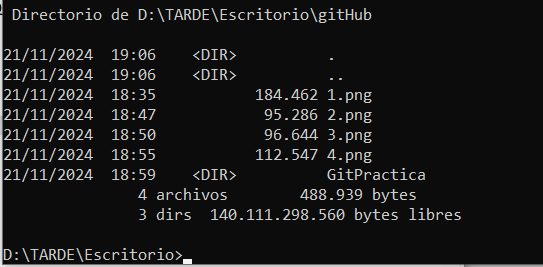 Directorio de D:\TARDE\Escritorio\gitHub
21/11/2024  19:06    <DIR>          .
21/11/2024  19:06    <DIR>          ..
21/11/2024  18:35           184.462 1.png
21/11/2024  18:47            95.286 2.png
21/11/2024  18:50            96.644 3.png
21/11/2024  18:55           112.547 4.png
21/11/2024  18:59    <DIR>          GitPractica
4 archivos        488.939 bytes
3 dirs  140.111.298.560 bytes libres
D:\TARDE\Escritorio>